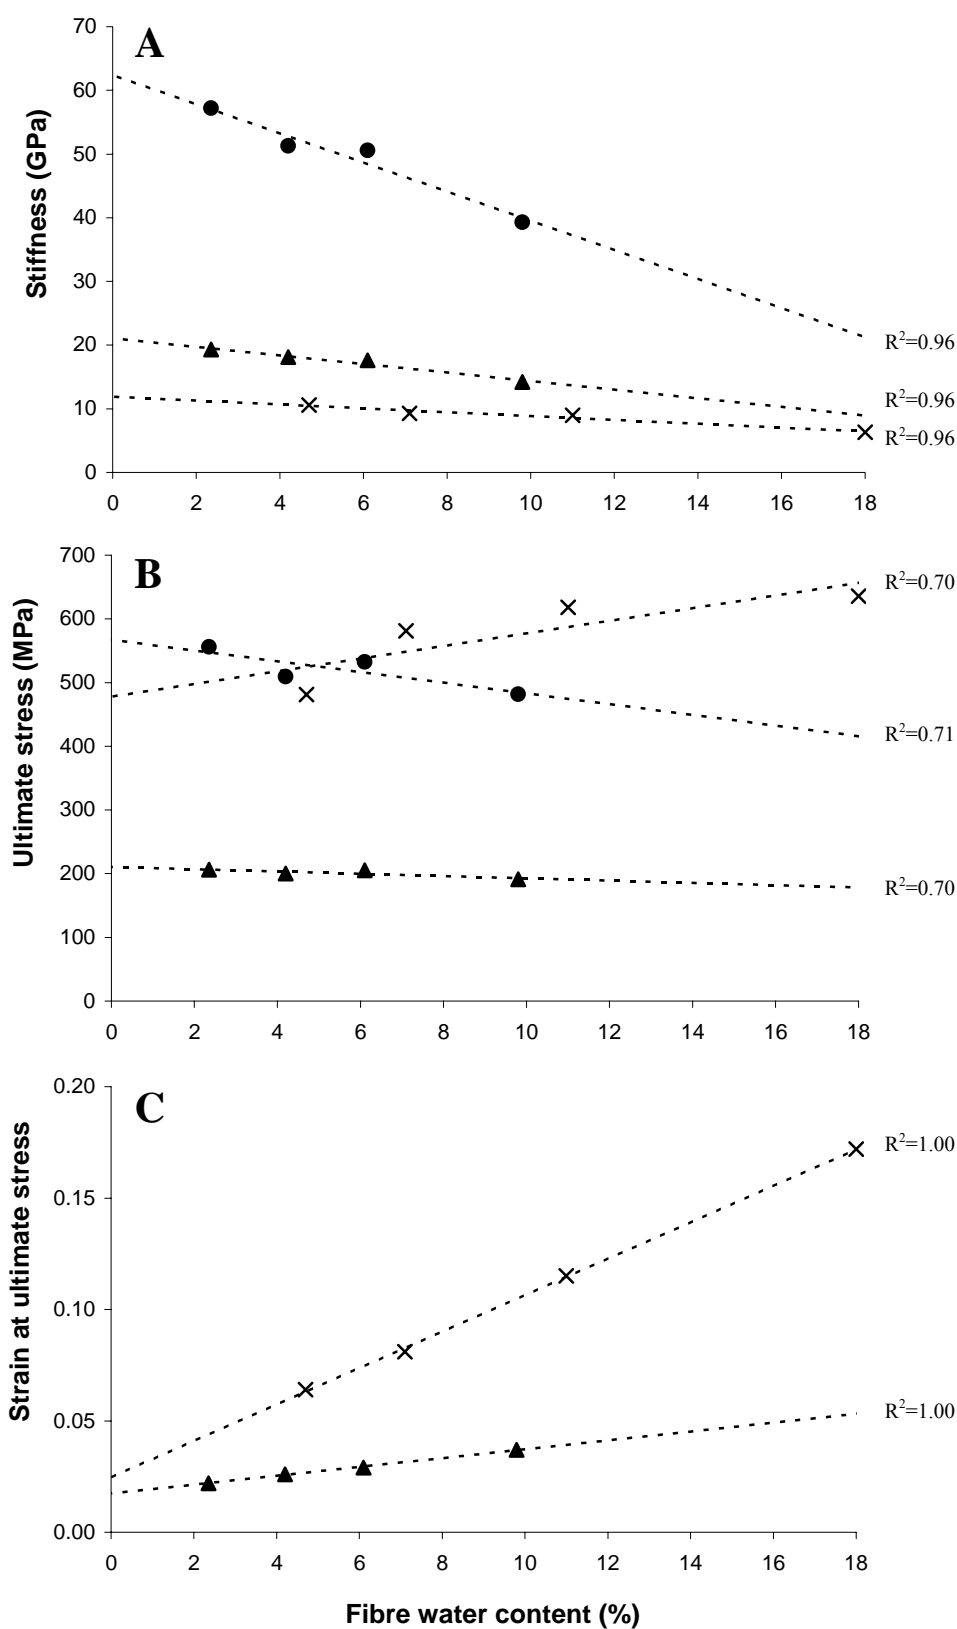 A
Stiffness (GPa)
70
60
50
40
30
20
10
0
R²=0.96
R²=0.96
R²=0.96
0 2 4 6 8 10 12 14 16 18
B
Ultimate stress (MPa)
700
600
500
400
300
200
100
0
R²=0.70
R²=0.71
R²=0.70
0 2 4 6 8 10 12 14 16 18
C
Strain at ultimate stress
0.20
0.15
0.10
0.05
0.00
R²=1.00
R²=1.00
0 2 4 6 8 10 12 14 16 18
Fibre water content (%)